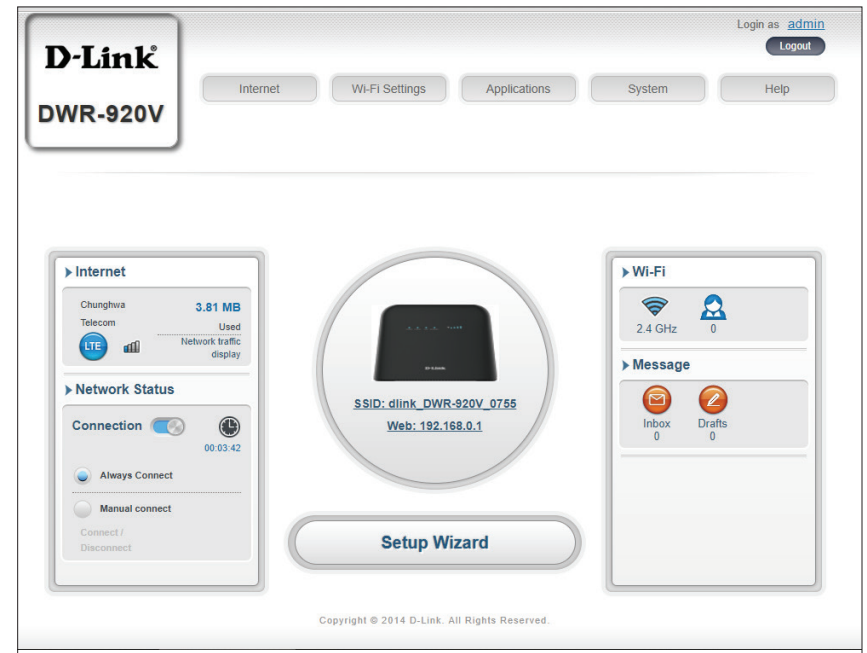 Login as admin
Logout
D-Link
DWR-920V
Internet
Wi-Fi Settings
Applications
System
Help
Internet
Chunghwa
Telecom
3.81 MB
Used
LTE
Network traffic
display
Network Status
Connection
00:03:42
Always Connect
Manual connect
Connect /
Disconnect
D-Link
SSID: dlink_DWR-920V_0755
Web: 192.168.0.1
Setup Wizard
Wi-Fi
2.4 GHz
0
Message
Inbox
0
Drafts
0
Copyright © 2014 D-Link. All Rights Reserved.